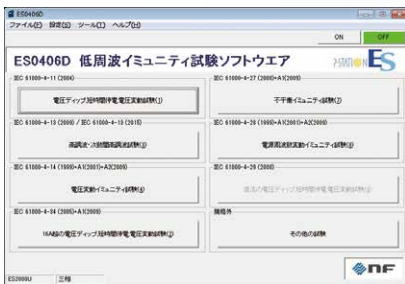 ES0406D
ファイル(F) 設定(S) ツール(T) ヘルプ(H)
ON OFF
ES0406D 低周波イミュニティ試験ソフトウエア
P-STATION ES
IEC 61000-4-11 (2004)
電圧ディップ,短時間停電,電圧変動試験(1)
IEC 61000-4-27 (2000)+A1(2009)
不平衡イミュニティ試験(7)
IEC 61000-4-13 (2009) / IEC 61000-4-13 (2015)
高調波・次数間高調波試験(3)
IEC 61000-4-28 (1999)+A1(2001)+A2(2009)
電源周波数変動イミュニティ試験(8)
IEC 61000-4-14 (1999)+A1(2001)+A2(2009)
電圧変動イミュニティ試験(4)
IEC 61000-4-29 (2000)
直流の電圧ディップ,短時間停電,電圧変動試験(9)
IEC 61000-4-34 (2005)+A1(2009)
16A超の電圧ディップ,短時間停電,電圧変動試験(2)
規格外
その他の試験
nF
ES2000U 三相